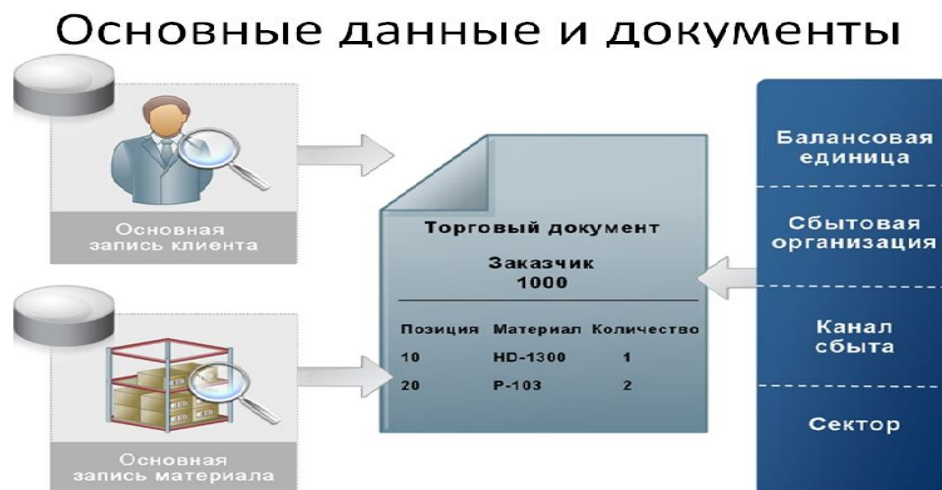 Основные данные и документы
Основная
запись клиента
Основная
запись материала
Торговый документ
Заказчик
1000
Позиция Материал Количество
10 HD-1300 1
20 P-103 2
Балансовая
единица
Сбытовая
организация
Канал
сбыта
Сектор